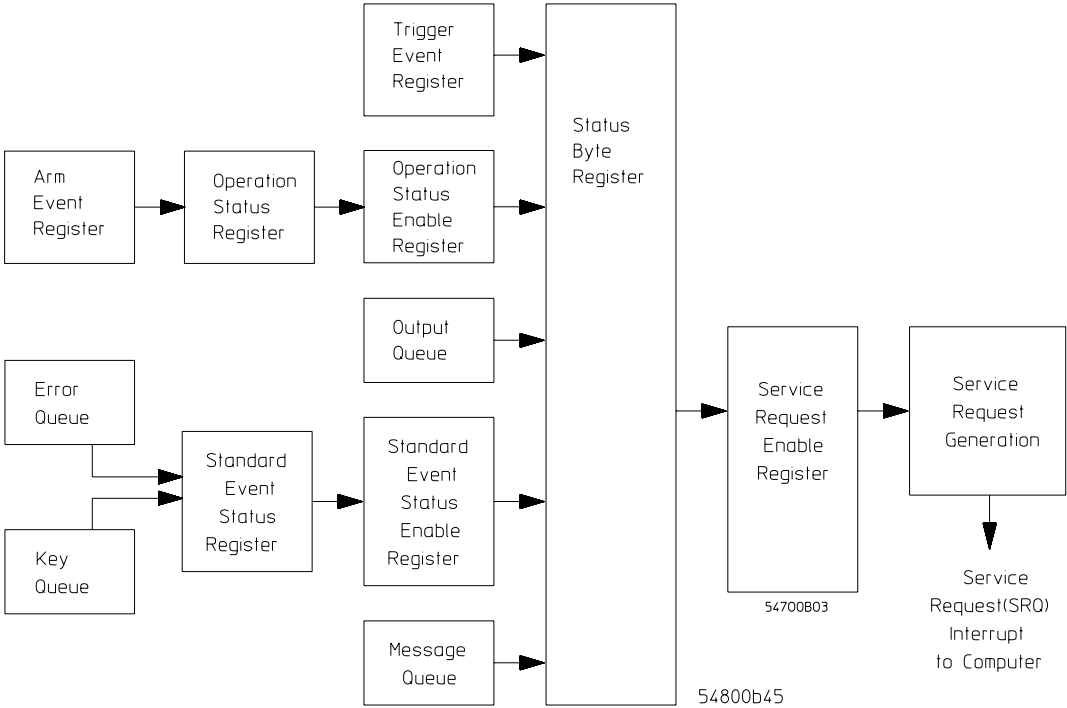 Trigger
Event
Register
Status
Byte
Register
Arm
Event
Register
Operation
Status
Register
Operation
Status
Enable
Register
Output
Queue
Error
Queue
Key
Queue
Standard
Event
Status
Register
Standard
Event
Status
Enable
Register
Message
Queue
Service
Request
Enable
Register
54700B03
Service
Request
Generation
Service
Request(SRQ)
Interrupt
to Computer
54800b45